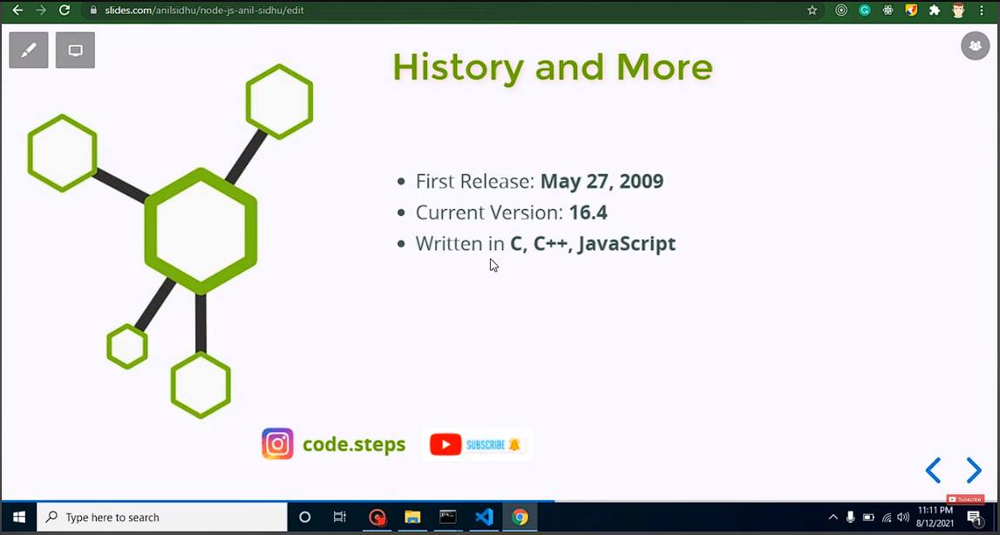 slides.com/anilsidhu/node-js-anil-sidhu/edit
History and More
First Release: May 27, 2009
Current Version: 16.4
Written in C, C++, JavaScript
code.steps
SUBSCRIBE
Subscribe
Type here to search
11:11 PM
8/12/2021
1